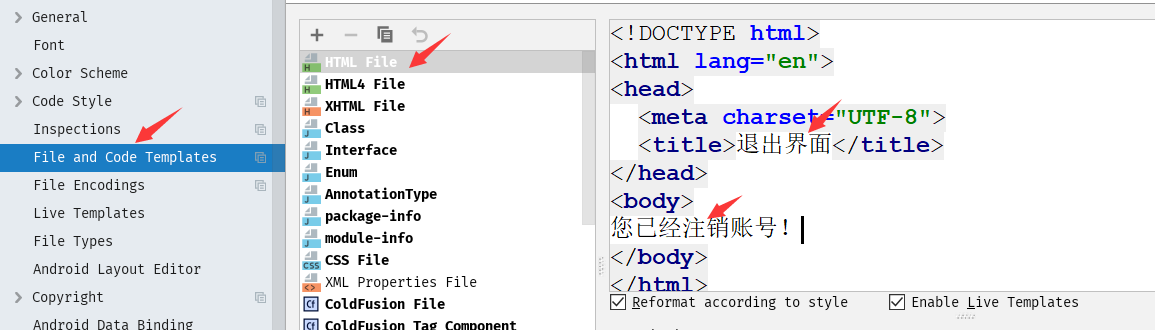 General
Font
Color Scheme
Code Style
Inspections
File and Code Templates
File Encodings
Live Templates
File Types
Android Layout Editor
Copyright
Android Data Binding
HTML File
HTML4 File
XHTML File
Class
Interface
Enum
AnnotationType
package-info
module-info
CSS File
XML Properties File
ColdFusion File
ColdFusion Tag Component
<!DOCTYPE html>
<html lang="en">
<head>
<meta charset="UTF-8">
<title>退出界面</title>
</head>
<body>
您已经注销账号!
</body>
</html>
Reformat according to style
Enable Live Templates